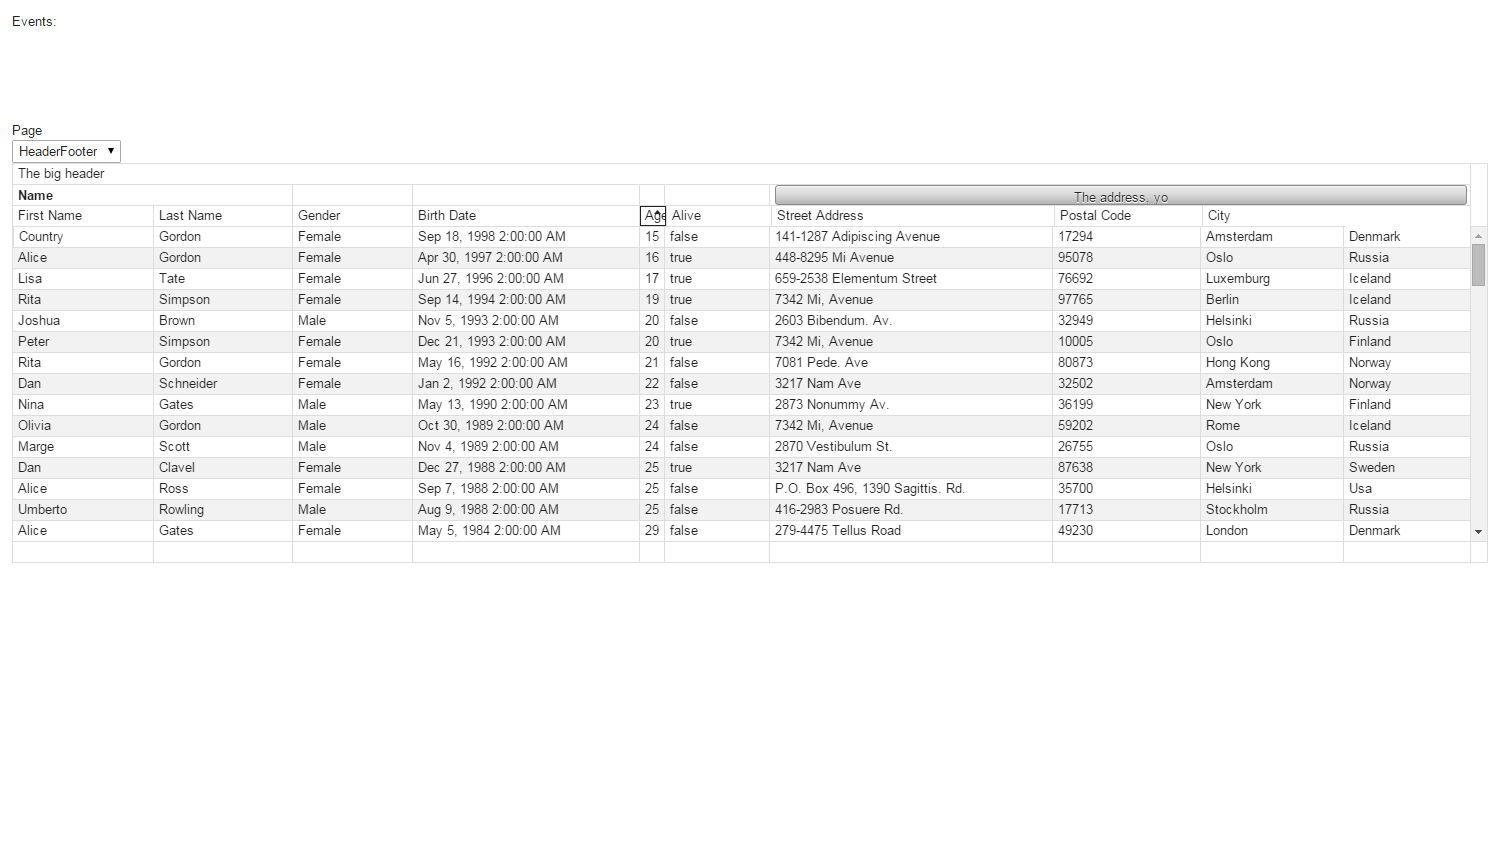 Events:
Page
HeaderFooter
The big header
Name The address, yo
First Name Last Name Gender Birth Date Age Alive Street Address Postal Code City
Country Gordon Female Sep 18, 1998 2:00:00 AM 15 false 141-1287 Adipiscing Avenue 17294 Amsterdam Denmark
Alice Gordon Female Apr 30, 1997 2:00:00 AM 16 true 448-8295 Mi Avenue 95078 Oslo Russia
Lisa Tate Female Jun 27, 1996 2:00:00 AM 17 true 659-2538 Elementum Street 76692 Luxemburg Iceland
Rita Simpson Female Sep 14, 1994 2:00:00 AM 19 true 7342 Mi, Avenue 97765 Berlin Iceland
Joshua Brown Male Nov 5, 1993 2:00:00 AM 20 false 2603 Bibendum. Av. 32949 Helsinki Russia
Peter Simpson Female Dec 21, 1993 2:00:00 AM 20 true 7342 Mi, Avenue 10005 Oslo Finland
Rita Gordon Female May 16, 1992 2:00:00 AM 21 false 7081 Pede. Ave 80873 Hong Kong Norway
Dan Schneider Female Jan 2, 1992 2:00:00 AM 22 false 3217 Nam Ave 32502 Amsterdam Norway
Nina Gates Male May 13, 1990 2:00:00 AM 23 true 2873 Nonummy Av. 36199 New York Finland
Olivia Gordon Male Oct 30, 1989 2:00:00 AM 24 false 7342 Mi, Avenue 59202 Rome Iceland
Marge Scott Male Nov 4, 1989 2:00:00 AM 24 false 2870 Vestibulum St. 26755 Oslo Russia
Dan Clavel Female Dec 27, 1988 2:00:00 AM 25 true 3217 Nam Ave 87638 New York Sweden
Alice Ross Female Sep 7, 1988 2:00:00 AM 25 false P.O. Box 496, 1390 Sagittis. Rd. 35700 Helsinki Usa
Umberto Rowling Male Aug 9, 1988 2:00:00 AM 25 false 416-2983 Posuere Rd. 17713 Stockholm Russia
Alice Gates Female May 5, 1984 2:00:00 AM 29 false 279-4475 Tellus Road 49230 London Denmark